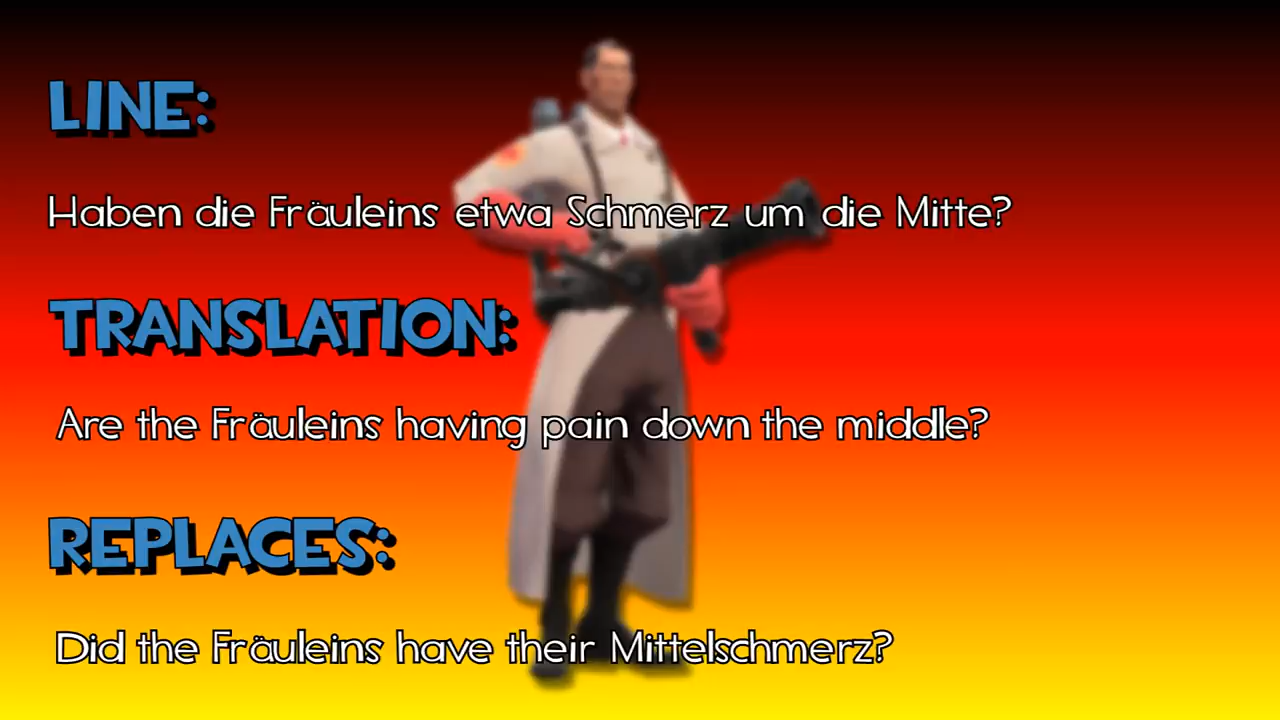 LINE:
Haben die Fräuleins etwa Schmerz um die Mitte?
TRANSLATION:
Are the Fräuleins having pain down the middle?
REPLACES:
Did the Fräuleins have their Mittelschmerz?